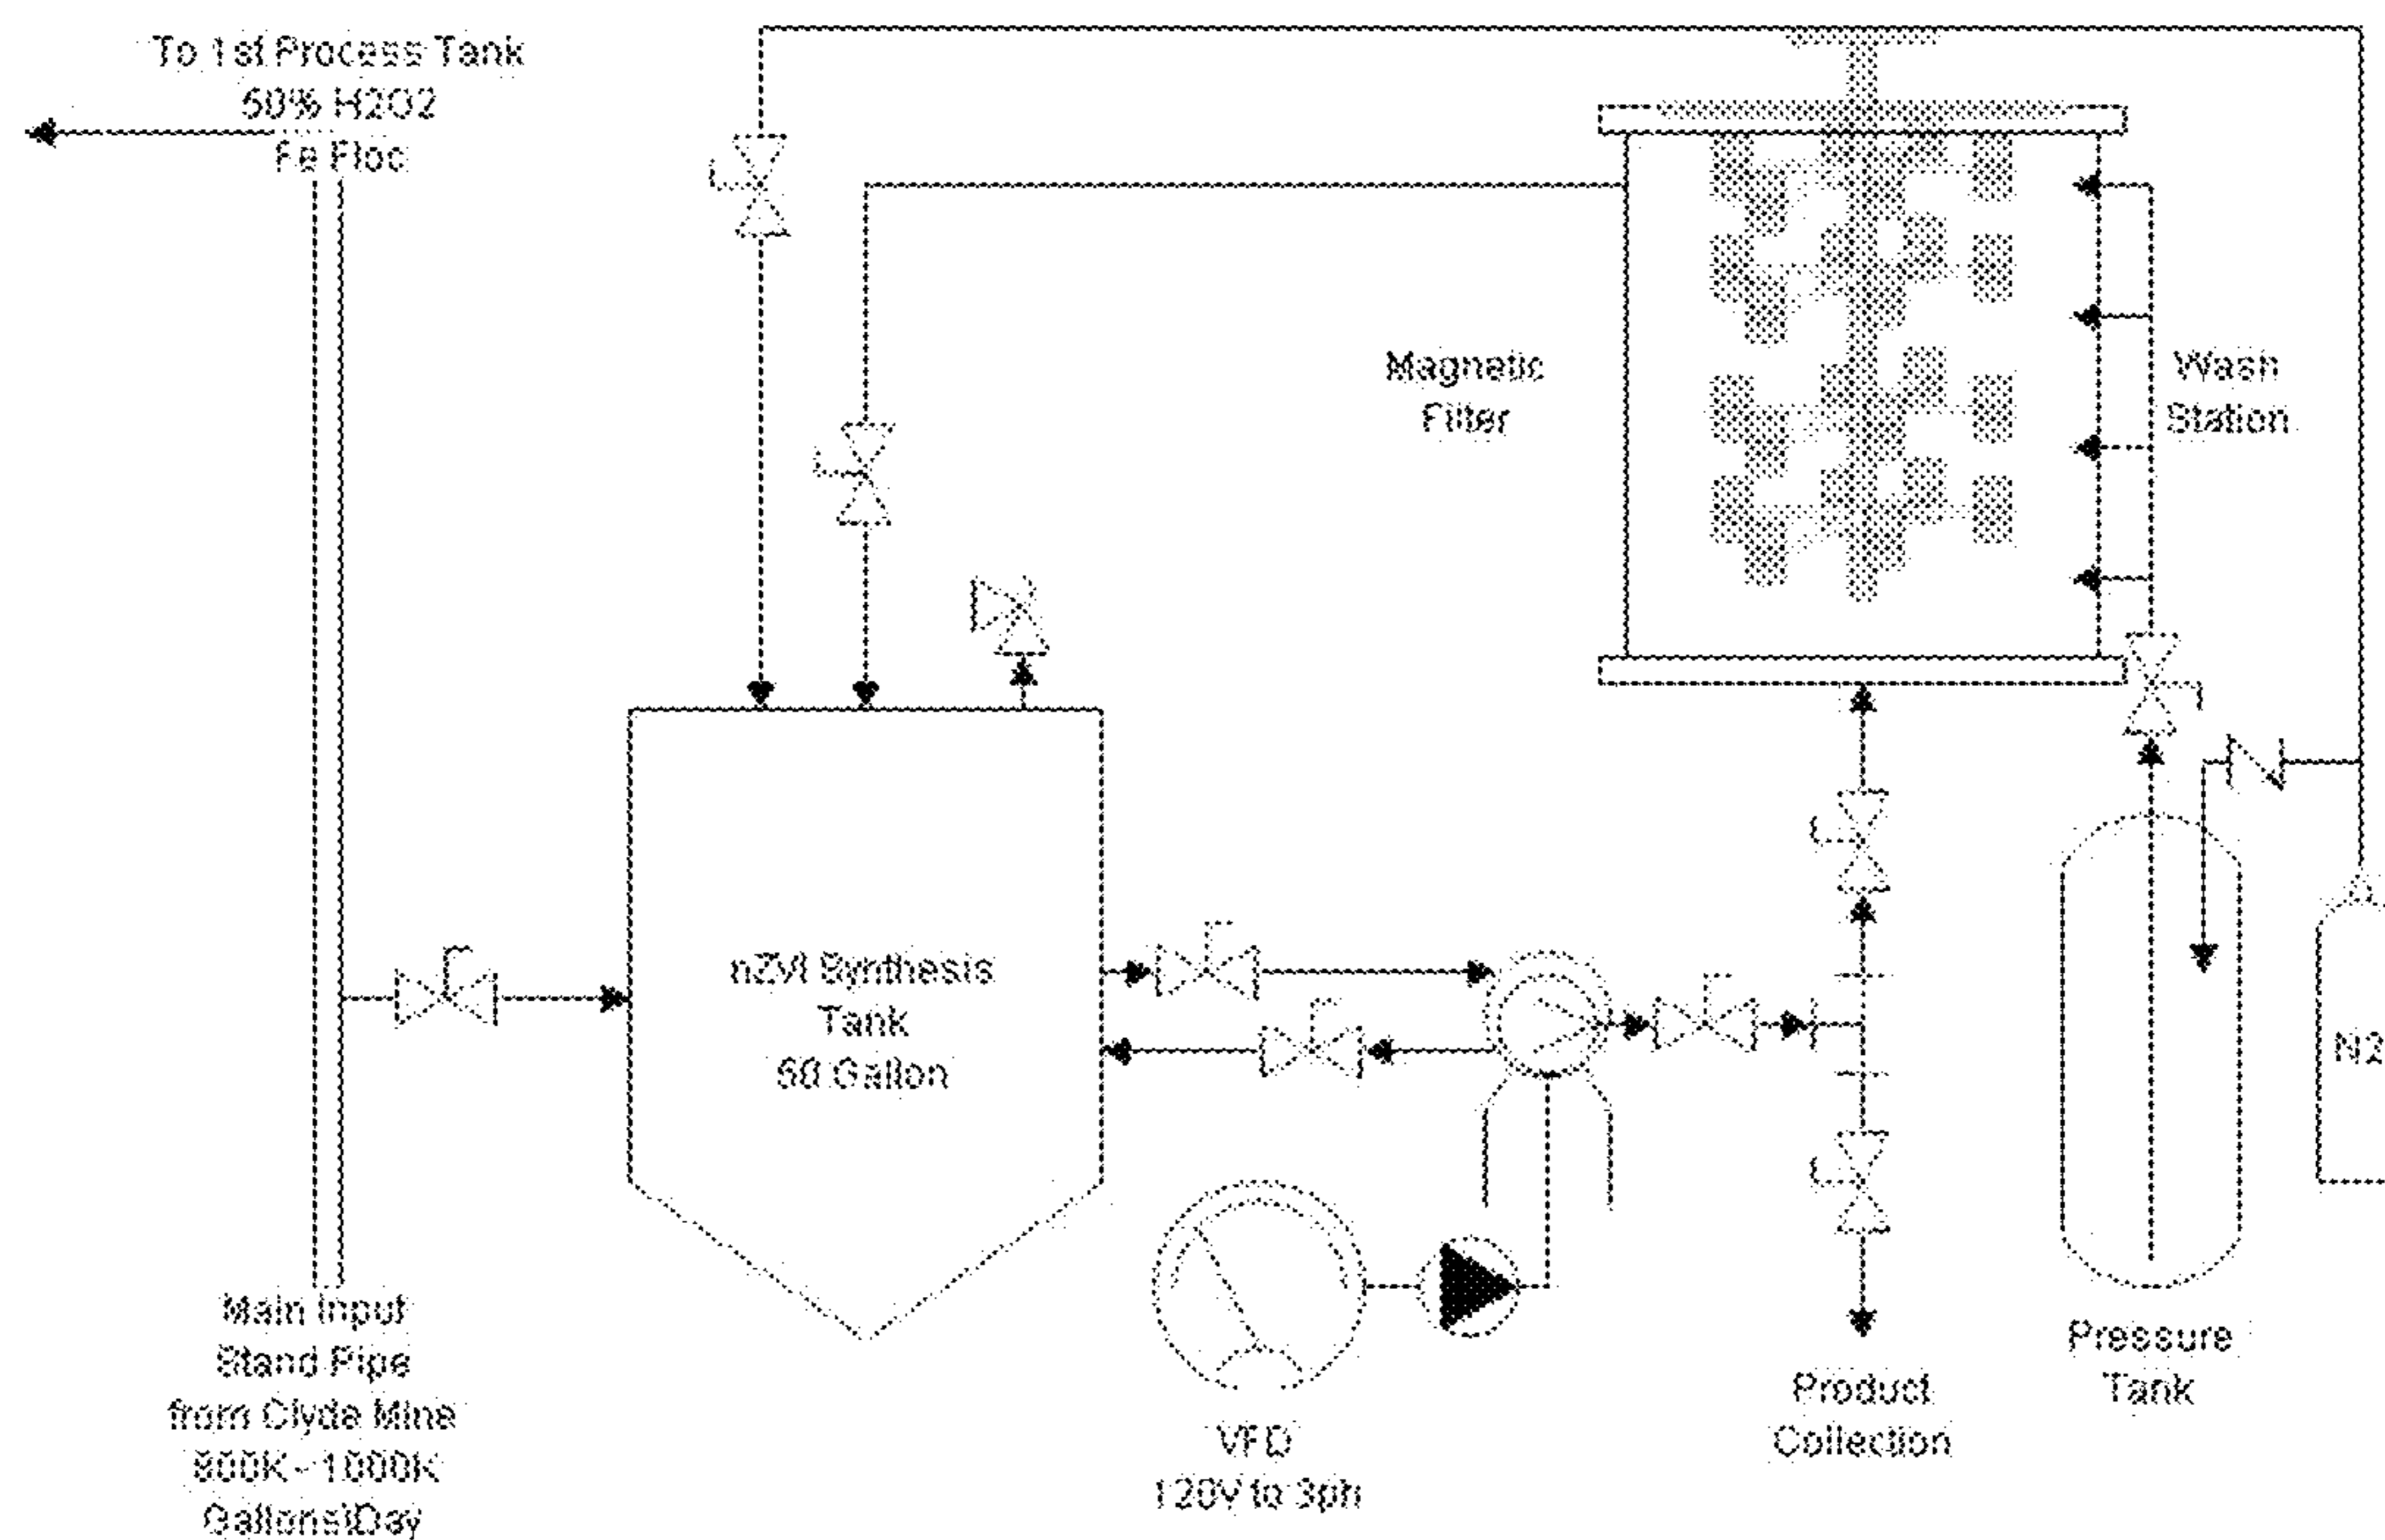 To 1st Process Tank
50% H2O2
Fe Floc
Magnetic
Filter
Wash
Station
nZVI Synthesis
Tank
60 Gallon
N2
Main Input
Stand Pipe
from Clyde Mine
800K - 1000K
Gallons/Day
VFD
120V to 3ph
Product
Collection
Pressure
Tank